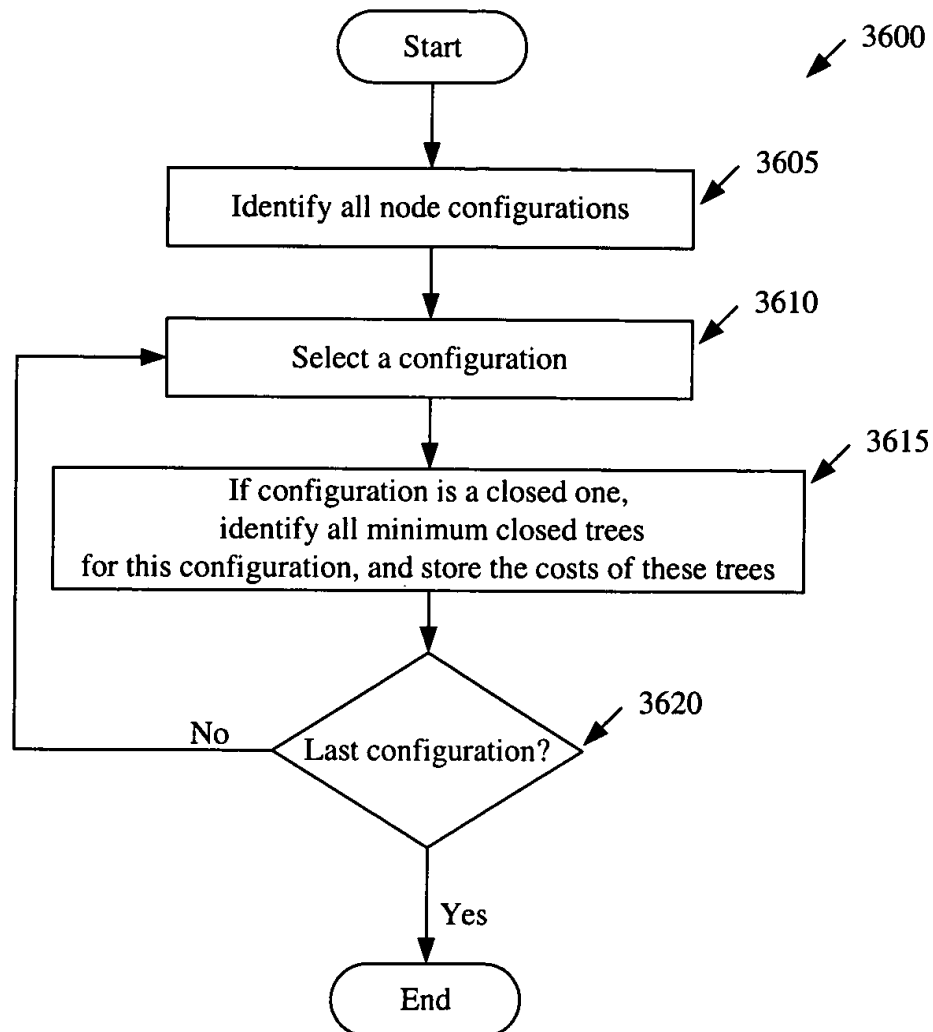 Start
3600
3605
Identify all node configurations
3610
Select a configuration
3615
If configuration is a closed one,
identify all minimum closed trees
for this configuration, and store the costs of these trees
3620
No
Last configuration?
Yes
End